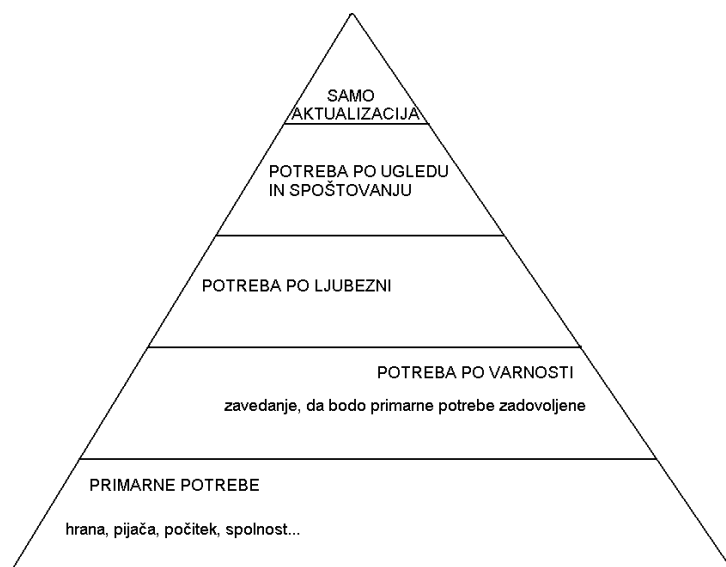 SAMO
AKTUALIZACIJA
POTREBA PO UGLEDU
IN SPOŠTOVANJU
POTREBA PO LJUBEZNI
POTREBA PO VARNOSTI
zavedanje, da bodo primarne potrebe zadovoljene
PRIMARNE POTREBE
hrana, pijača, počitek, spolnost...